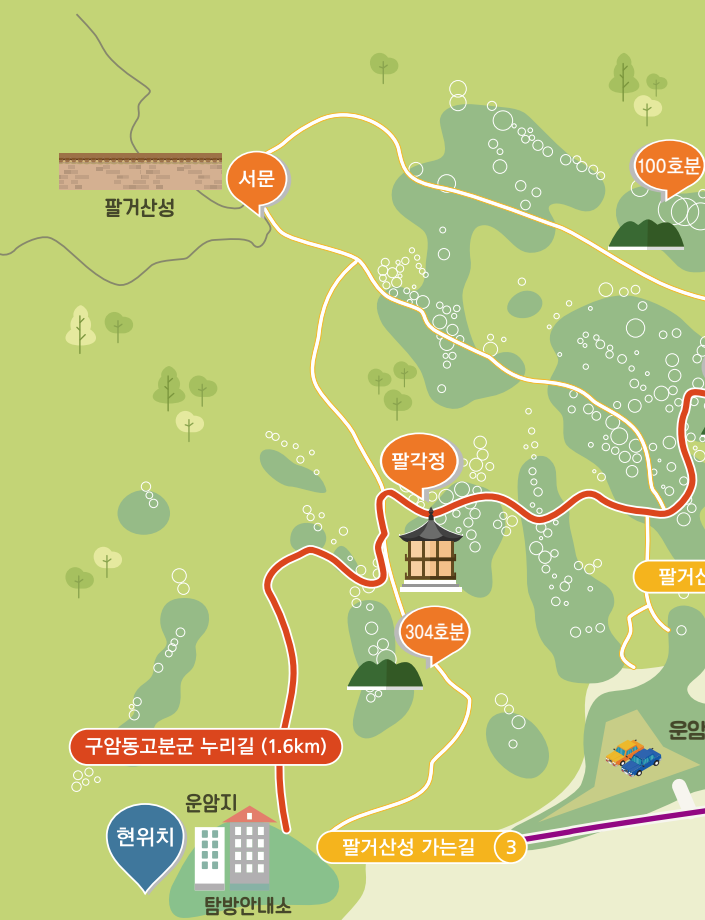 100호분
서문
팔거산성
팔각정
팔거산
304호분
운암
구암동고분군 누리길 (1.6km)
운암지
현위치
팔거산성 가는길 3
탐방안내소